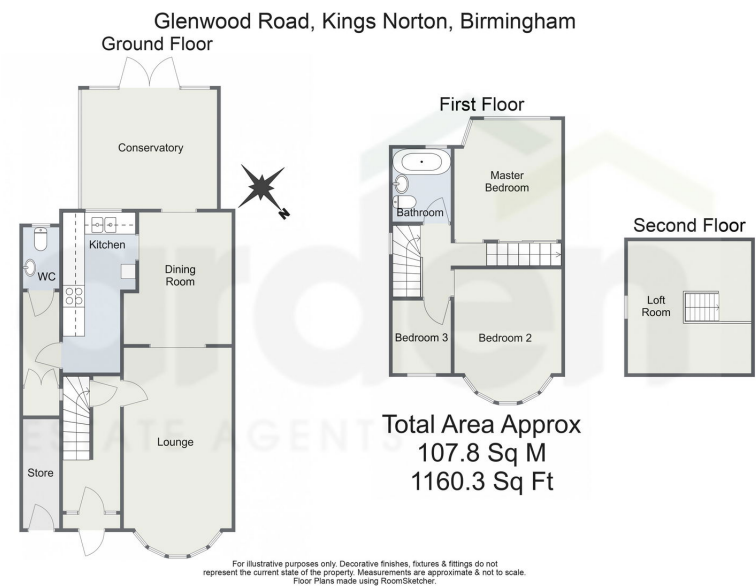 Glenwood Road, Kings Norton, Birmingham
Ground Floor
Conservatory
Kitchen
WC
Dining
Room
Lounge
Store
N
First Floor
Master
Bedroom
Bathroom
Bedroom 3
Bedroom 2
Second Floor
Loft
Room
arden
ESTATE AGENTS
Total Area Approx
107.8 Sq M
1160.3 Sq Ft
For illustrative purposes only. Decorative finishes, fixtures & fittings do not
represent the current state of the property. Measurements are approximate & not to scale.
Floor Plans made using RoomSketcher.